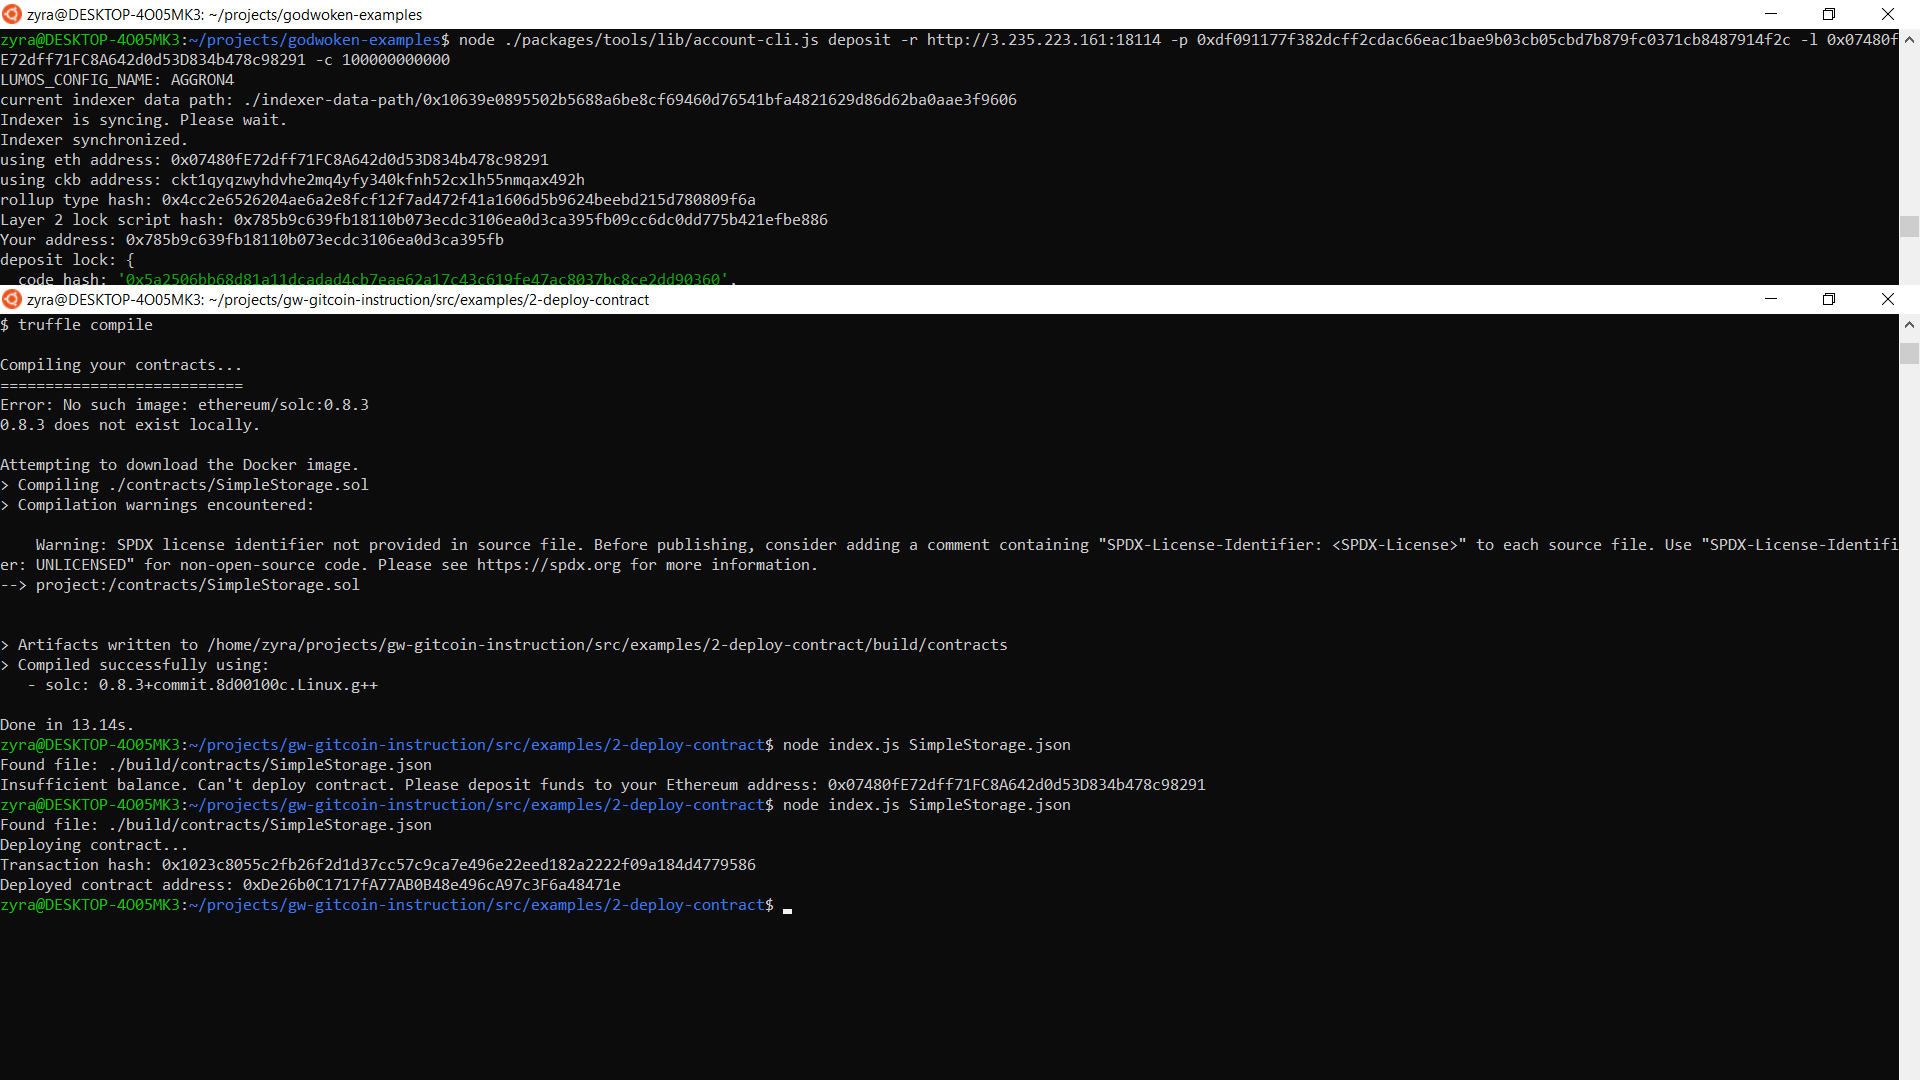 zyra@DESKTOP-4O05MK3: ~/projects/godwoken-examples
zyra@DESKTOP-4O05MK3:~/projects/godwoken-examples$ node ./packages/tools/lib/account-cli.js deposit -r http://3.235.223.161:18114 -p 0xdf091177f382dcff2cdac66eac1bae9b03cb05cbd7b879fc0371cb8487914f2c -l 0x07480f
E72dff71FC8A642d0d53D834b478c98291 -c 100000000000
LUMOS_CONFIG_NAME: AGGRON4
current indexer data path: ./indexer-data-path/0x10639e0895502b5688a6be8cf69460d76541bfa4821629d86d62ba0aae3f9606
Indexer is syncing. Please wait.
Indexer synchronized.
using eth address: 0x07480fE72dff71FC8A642d0d53D834b478c98291
using ckb address: ckt1qyqzwyhdvhe2mq4yfy340kfnh52cxlh55nmqax492h
rollup type hash: 0x4cc2e6526204ae6a2e8fcf12f7ad472f41a1606d5b9624beebd215d780809f6a
Layer 2 lock script hash: 0x785b9c639fb18110b073ecdc3106ea0d3ca395fb09cc6dc0dd775b421efbe886
Your address: 0x785b9c639fb18110b073ecdc3106ea0d3ca395fb
deposit lock: {
  code_hash: '0x5a2506bb68d81a11dcadad4cb7eae62a17c43c619fe47ac8037bc8ce2dd90360',
zyra@DESKTOP-4O05MK3: ~/projects/gw-gitcoin-instruction/src/examples/2-deploy-contract
$ truffle compile
Compiling your contracts...
===========================
Error: No such image: ethereum/solc:0.8.3
0.8.3 does not exist locally.
Attempting to download the Docker image.
> Compiling ./contracts/SimpleStorage.sol
> Compilation warnings encountered:
    Warning: SPDX license identifier not provided in source file. Before publishing, consider adding a comment containing "SPDX-License-Identifier: <SPDX-License>" to each source file. Use "SPDX-License-Identifi
er: UNLICENSED" for non-open-source code. Please see https://spdx.org for more information.
--> project:/contracts/SimpleStorage.sol
> Artifacts written to /home/zyra/projects/gw-gitcoin-instruction/src/examples/2-deploy-contract/build/contracts
> Compiled successfully using:
   - solc: 0.8.3+commit.8d00100c.Linux.g++
Done in 13.14s.
zyra@DESKTOP-4O05MK3:~/projects/gw-gitcoin-instruction/src/examples/2-deploy-contract$ node index.js SimpleStorage.json
Found file: ./build/contracts/SimpleStorage.json
Insufficient balance. Can't deploy contract. Please deposit funds to your Ethereum address: 0x07480fE72dff71FC8A642d0d53D834b478c98291
zyra@DESKTOP-4O05MK3:~/projects/gw-gitcoin-instruction/src/examples/2-deploy-contract$ node index.js SimpleStorage.json
Found file: ./build/contracts/SimpleStorage.json
Deploying contract...
Transaction hash: 0x1023c8055c2fb26f2d1d37cc57c9ca7e496e22eed182a2222f09a184d4779586
Deployed contract address: 0xDe26b0C1717fA77AB0B48e496cA97c3F6a48471e
zyra@DESKTOP-4O05MK3:~/projects/gw-gitcoin-instruction/src/examples/2-deploy-contract$